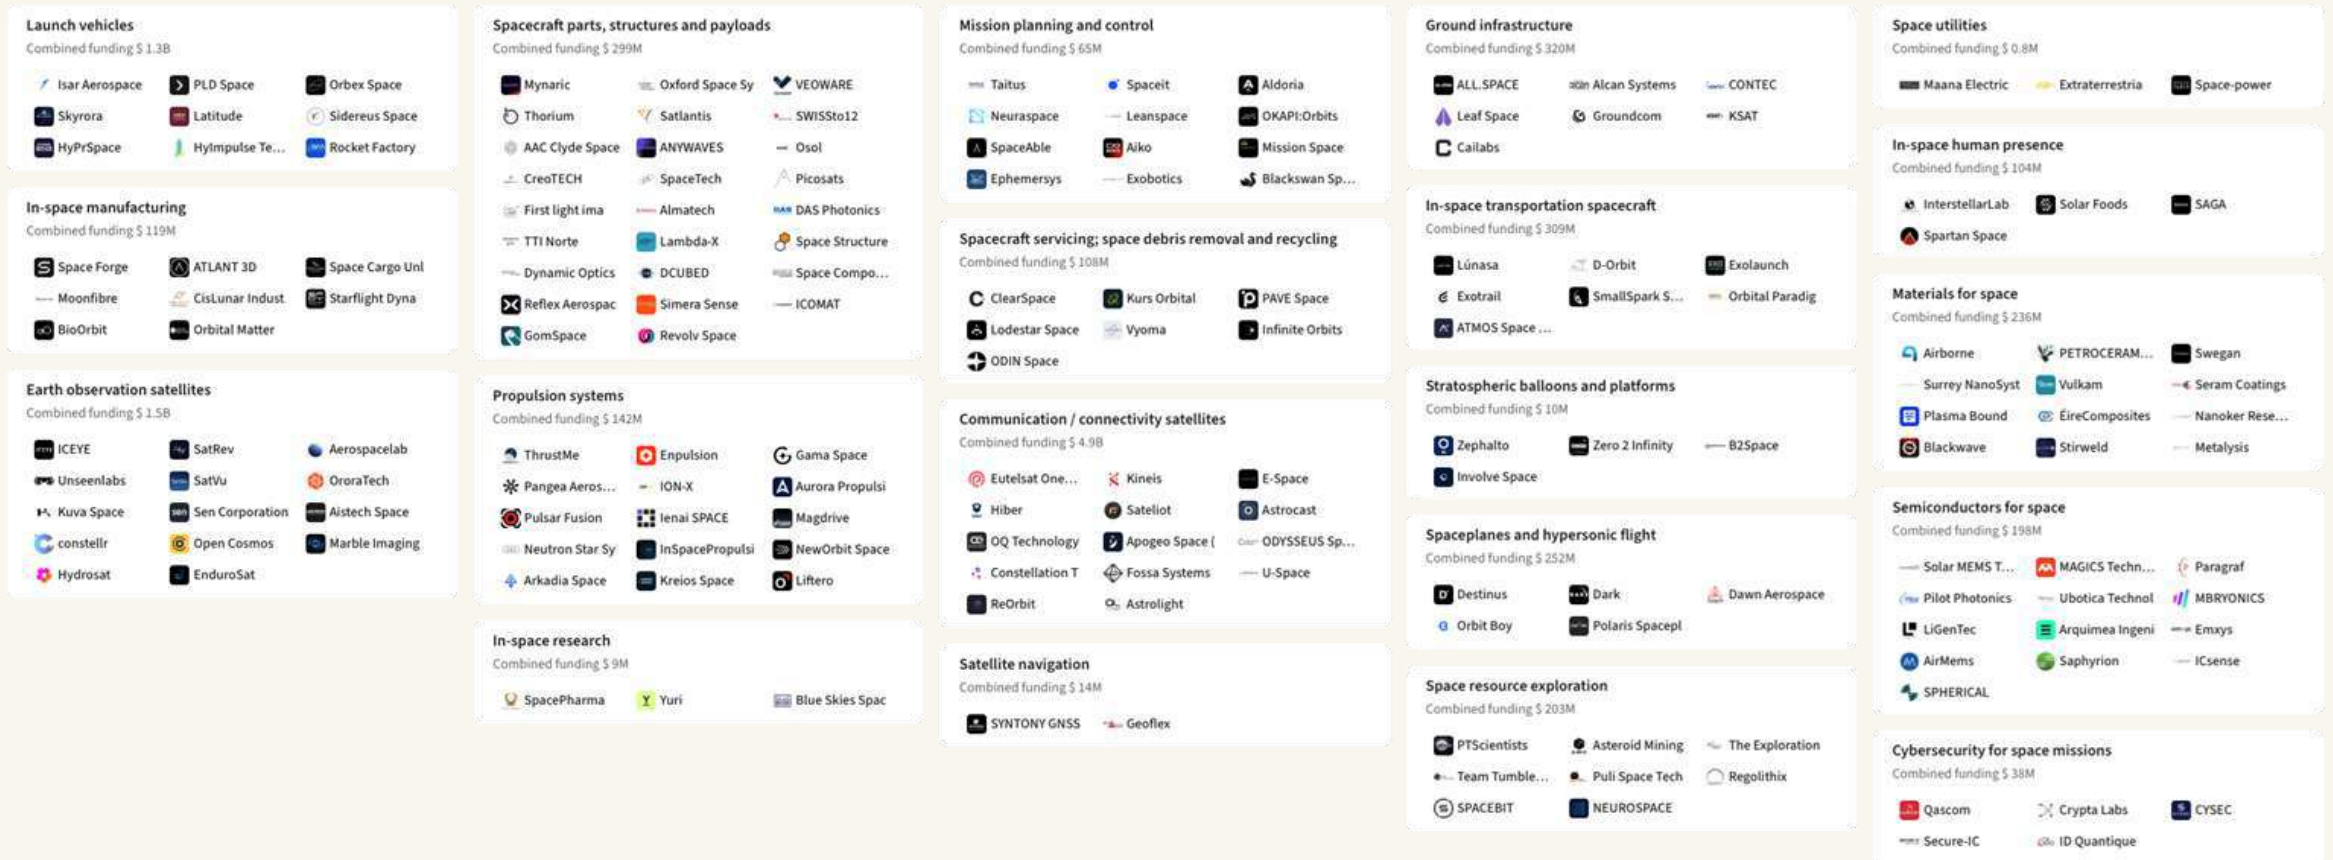 Launch vehicles
Combined funding $ 1.3B
Isar Aerospace PLD Space Orbex Space
Skyrora Latitude Sidereus Space
HyPrSpace HyImpulse Te... Rocket Factory
In-space manufacturing
Combined funding $ 119M
Space Forge ATLANT 3D Space Cargo Unl
Moonfibre CisLunar Indust Starflight Dyna
BioOrbit Orbital Matter
Earth observation satellites
Combined funding $ 1.5B
ICEYE SatRev Aerospacelab
Unseenlabs SatVu OroraTech
Kuva Space Sen Corporation Aistech Space
constellr Open Cosmos Marble Imaging
Hydrosat EnduroSat
Spacecraft parts, structures and payloads
Combined funding $ 299M
Mynaric Oxford Space Sy VEOWARE
Thorium Satlantis SWISSto12
AAC Clyde Space ANYWAVES Osol
CreoTECH SpaceTech Picosats
First light ima Almatech DAS Photonics
TTI Norte Lambda-X Space Structure
Dynamic Optics DCUBED Space Compo...
Reflex Aerospac Simera Sense ICOMAT
GomSpace Revolv Space
Propulsion systems
Combined funding $ 142M
ThrustMe Enpulsion Gama Space
Pangea Aeros... ION-X Aurora Propulsi
Pulsar Fusion Ienai SPACE Magdrive
Neutron Star Sy InSpacePropulsi NewOrbit Space
Arkadia Space Kreios Space Liftero
In-space research
Combined funding $ 9M
SpacePharma Yuri Blue Skies Spac
Mission planning and control
Combined funding $ 65M
Taitus Spaceit Aldoria
Neuraspace Leanspace OKAPI:Orbits
SpaceAble Aiko Mission Space
Ephemersys Exobotics Blackswan Sp...
Spacecraft servicing; space debris removal and recycling
Combined funding $ 108M
ClearSpace Kurs Orbital PAVE Space
Lodestar Space Vyoma Infinite Orbits
ODIN Space
Communication / connectivity satellites
Combined funding $ 4.9B
Eutelsat One... Kineis E-Space
Hiber Sateliot Astrocast
OQ Technology Apogeo Space ( ODYSSEUS Sp...
Constellation T Fossa Systems U-Space
ReOrbit Astrolight
Satellite navigation
Combined funding $ 14M
SYNTONY GNSS Geoflex
Ground infrastructure
Combined funding $ 320M
ALL.SPACE Alcan Systems CONTEC
Leaf Space Groundcom KSAT
Cailabs
In-space transportation spacecraft
Combined funding $ 309M
Lúnasa D-Orbit Exolaunch
Exotrail SmallSpark S... Orbital Paradig
ATMOS Space ...
Stratospheric balloons and platforms
Combined funding $ 10M
Zephalto Zero 2 Infinity B2Space
Involve Space
Spaceplanes and hypersonic flight
Combined funding $ 252M
Destinus Dark Dawn Aerospace
Orbit Boy Polaris Spacepl
Space resource exploration
Combined funding $ 203M
PTScientists Asteroid Mining The Exploration
Team Tumble... Puli Space Tech Regolithix
SPACEBIT NEUROSPACE
Space utilities
Combined funding $ 0.8M
Maana Electric Extraterrestria Space-power
In-space human presence
Combined funding $ 104M
InterstellarLab Solar Foods SAGA
Spartan Space
Materials for space
Combined funding $ 236M
Airborne PETROCERAM... Swegan
Surrey NanoSyst Vulkam Seram Coatings
Plasma Bound ÉireComposites Nanoker Rese...
Blackwave Stirweld Metalysis
Semiconductors for space
Combined funding $ 198M
Solar MEMS T... MAGICS Techn... Paragraf
Pilot Photonics Ubotica Technol MBRYONICS
LiGenTec Arquimea Ingeni Emxys
AirMems Saphyrion ICsense
SPHERICAL
Cybersecurity for space missions
Combined funding $ 38M
Qascom Crypta Labs CYSEC
Secure-IC ID Quantique